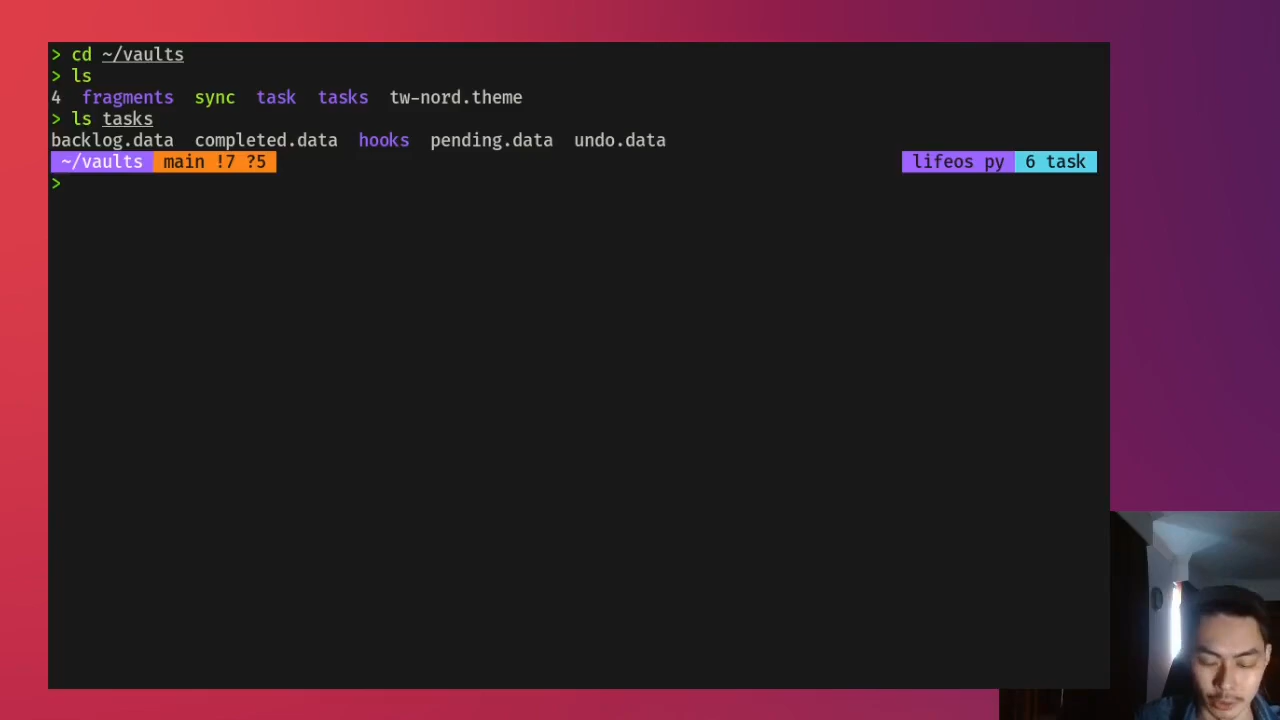 > cd ~/vaults
> ls
4 fragments sync task tasks tw-nord.theme
> ls tasks
backlog.data completed.data hooks pending.data undo.data
~/vaults main !7 ?5 lifeos py 6 task
>